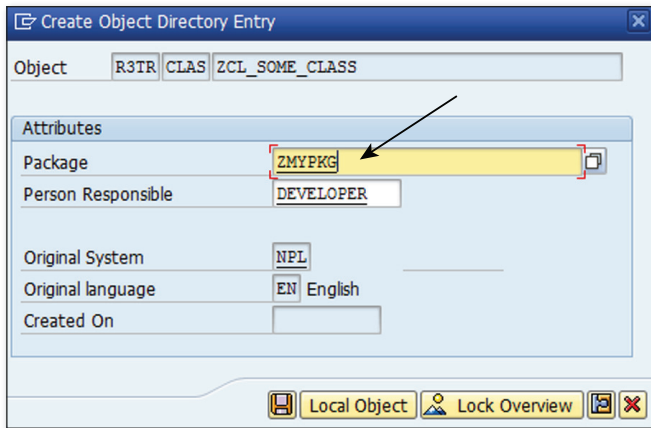 Create Object Directory Entry
Object R3TR CLAS ZCL_SOME_CLASS
Attributes
Package ZMYPKG
Person Responsible DEVELOPER
Original System NPL
Original language EN English
Created On
Local Object Lock Overview